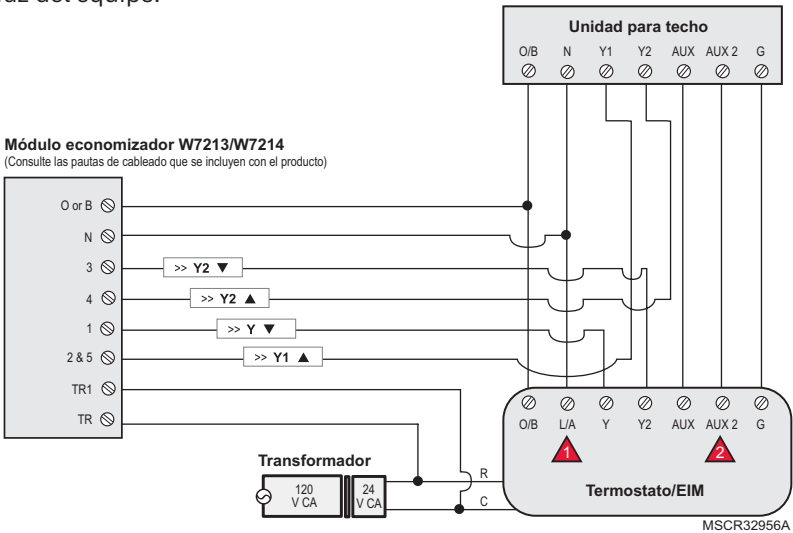 Unidad para techo
O/B N Y1 Y2 AUX AUX 2 G
Módulo economizador W7213/W7214
(Consulte las pautas de cableado que se incluyen con el producto)
O or B
N
3 >> Y2 ▼
4 >> Y2 ▲
1 >> Y ▼
2 & 5 >> Y1 ▲
TR1
TR
O/B L/A Y Y2 AUX AUX 2 G
1 2
Termostato/EIM
Transformador
120
V CA
24
V CA
R
C
MSCR32956A